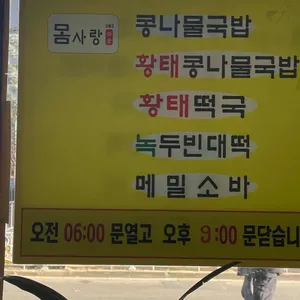 몸사랑
콩나물국밥
황태콩나물국밥
황태떡국
녹두빈대떡
메밀소바
오전 06:00 문열고 오후 9:00 문닫습니